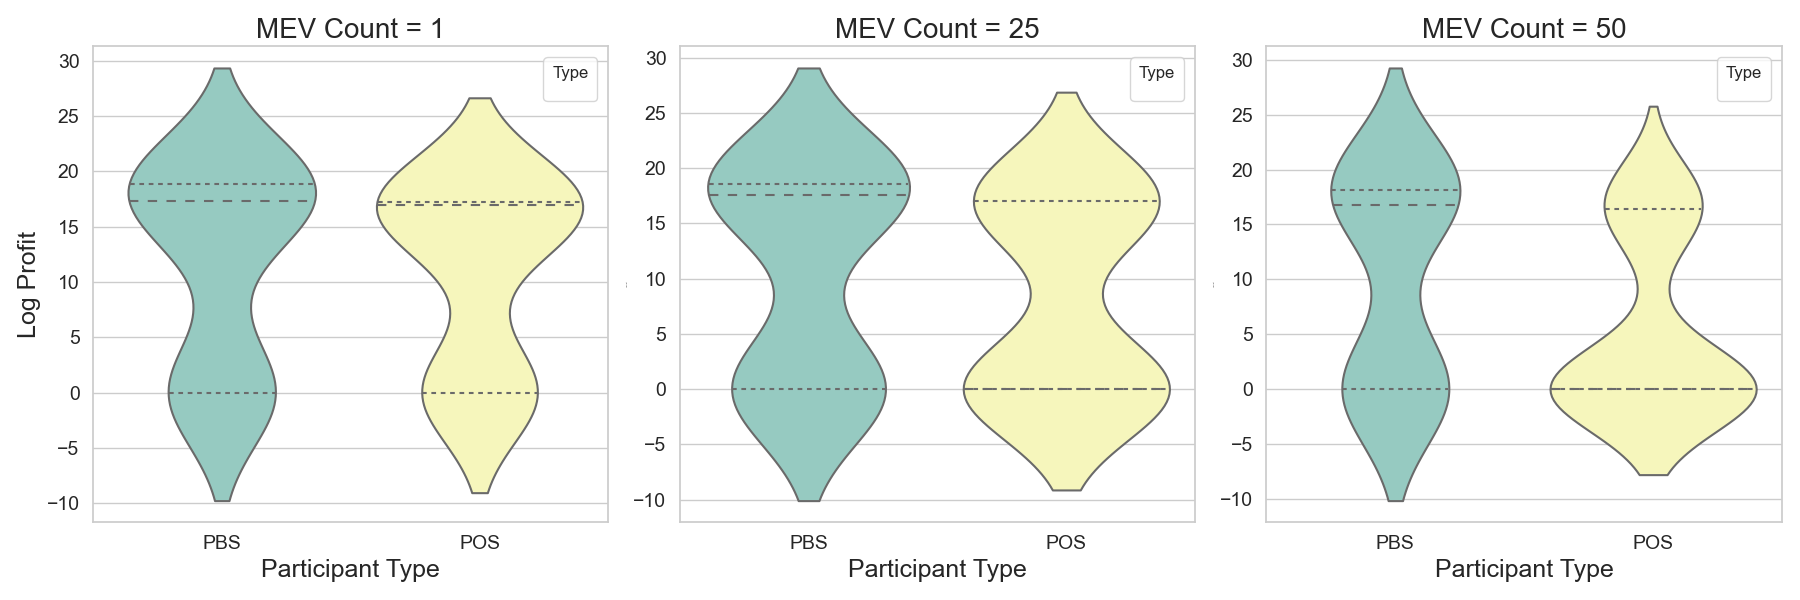 MEV Count = 1
MEV Count = 25
MEV Count = 50
Type
Type
Type
Log Profit
30
25
20
15
10
5
0
−5
−10
30
25
20
15
10
5
0
−5
−10
30
25
20
15
10
5
0
−5
−10
PBS
POS
PBS
POS
PBS
POS
Participant Type
Participant Type
Participant Type